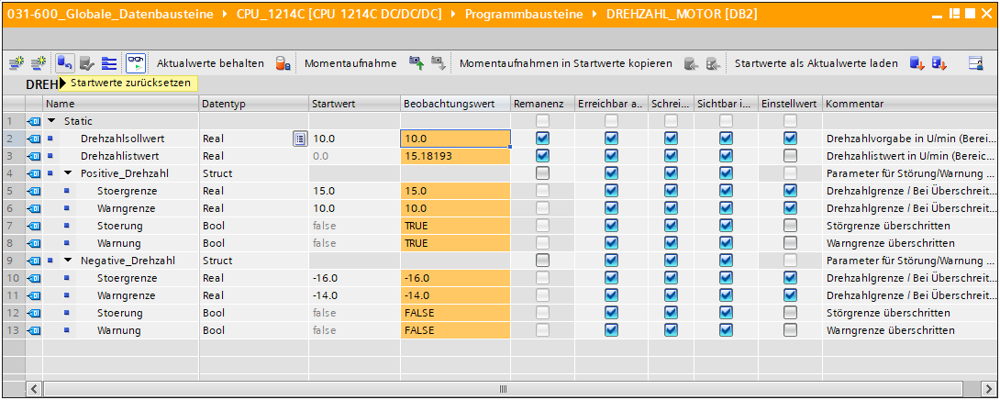 031-600_Globale_Datenbausteine CPU_1214C [CPU 1214C DC/DC/DC] Programmbausteine DREHZAHL_MOTOR [DB2]
Aktualwerte behalten Momentaufnahme Momentaufnahmen in Startwerte kopieren Startwerte als Aktualwerte laden
DREH Startwerte zurücksetzen
Name Datentyp Startwert Beobachtungswert Remanenz Erreichbar a.. Schrei... Sichtbar i... Einstellwert Kommentar
1 Static
2 Drehzahlsollwert Real 10.0 10.0 Drehzahlvorgabe in U/min (Berei...
3 Drehzahlistwert Real 0.0 15.18193 Drehzahlistwert in U/min (Bereic...
4 Positive_Drehzahl Struct Parameter für Störung/Warnung ...
5 Stoergrenze Real 15.0 15.0 Drehzahlgrenze / Bei Überschreit...
6 Warngrenze Real 10.0 10.0 Drehzahlgrenze / Bei Überschreit...
7 Stoerung Bool false TRUE Störgrenze überschritten
8 Warnung Bool false TRUE Warngrenze überschritten
9 Negative_Drehzahl Struct Parameter für Störung/Warnung ...
10 Stoergrenze Real -16.0 -16.0 Drehzahlgrenze / Bei Überschreit...
11 Warngrenze Real -14.0 -14.0 Drehzahlgrenze / Bei Überschreit...
12 Stoerung Bool false FALSE Störgrenze überschritten
13 Warnung Bool false FALSE Warngrenze überschritten